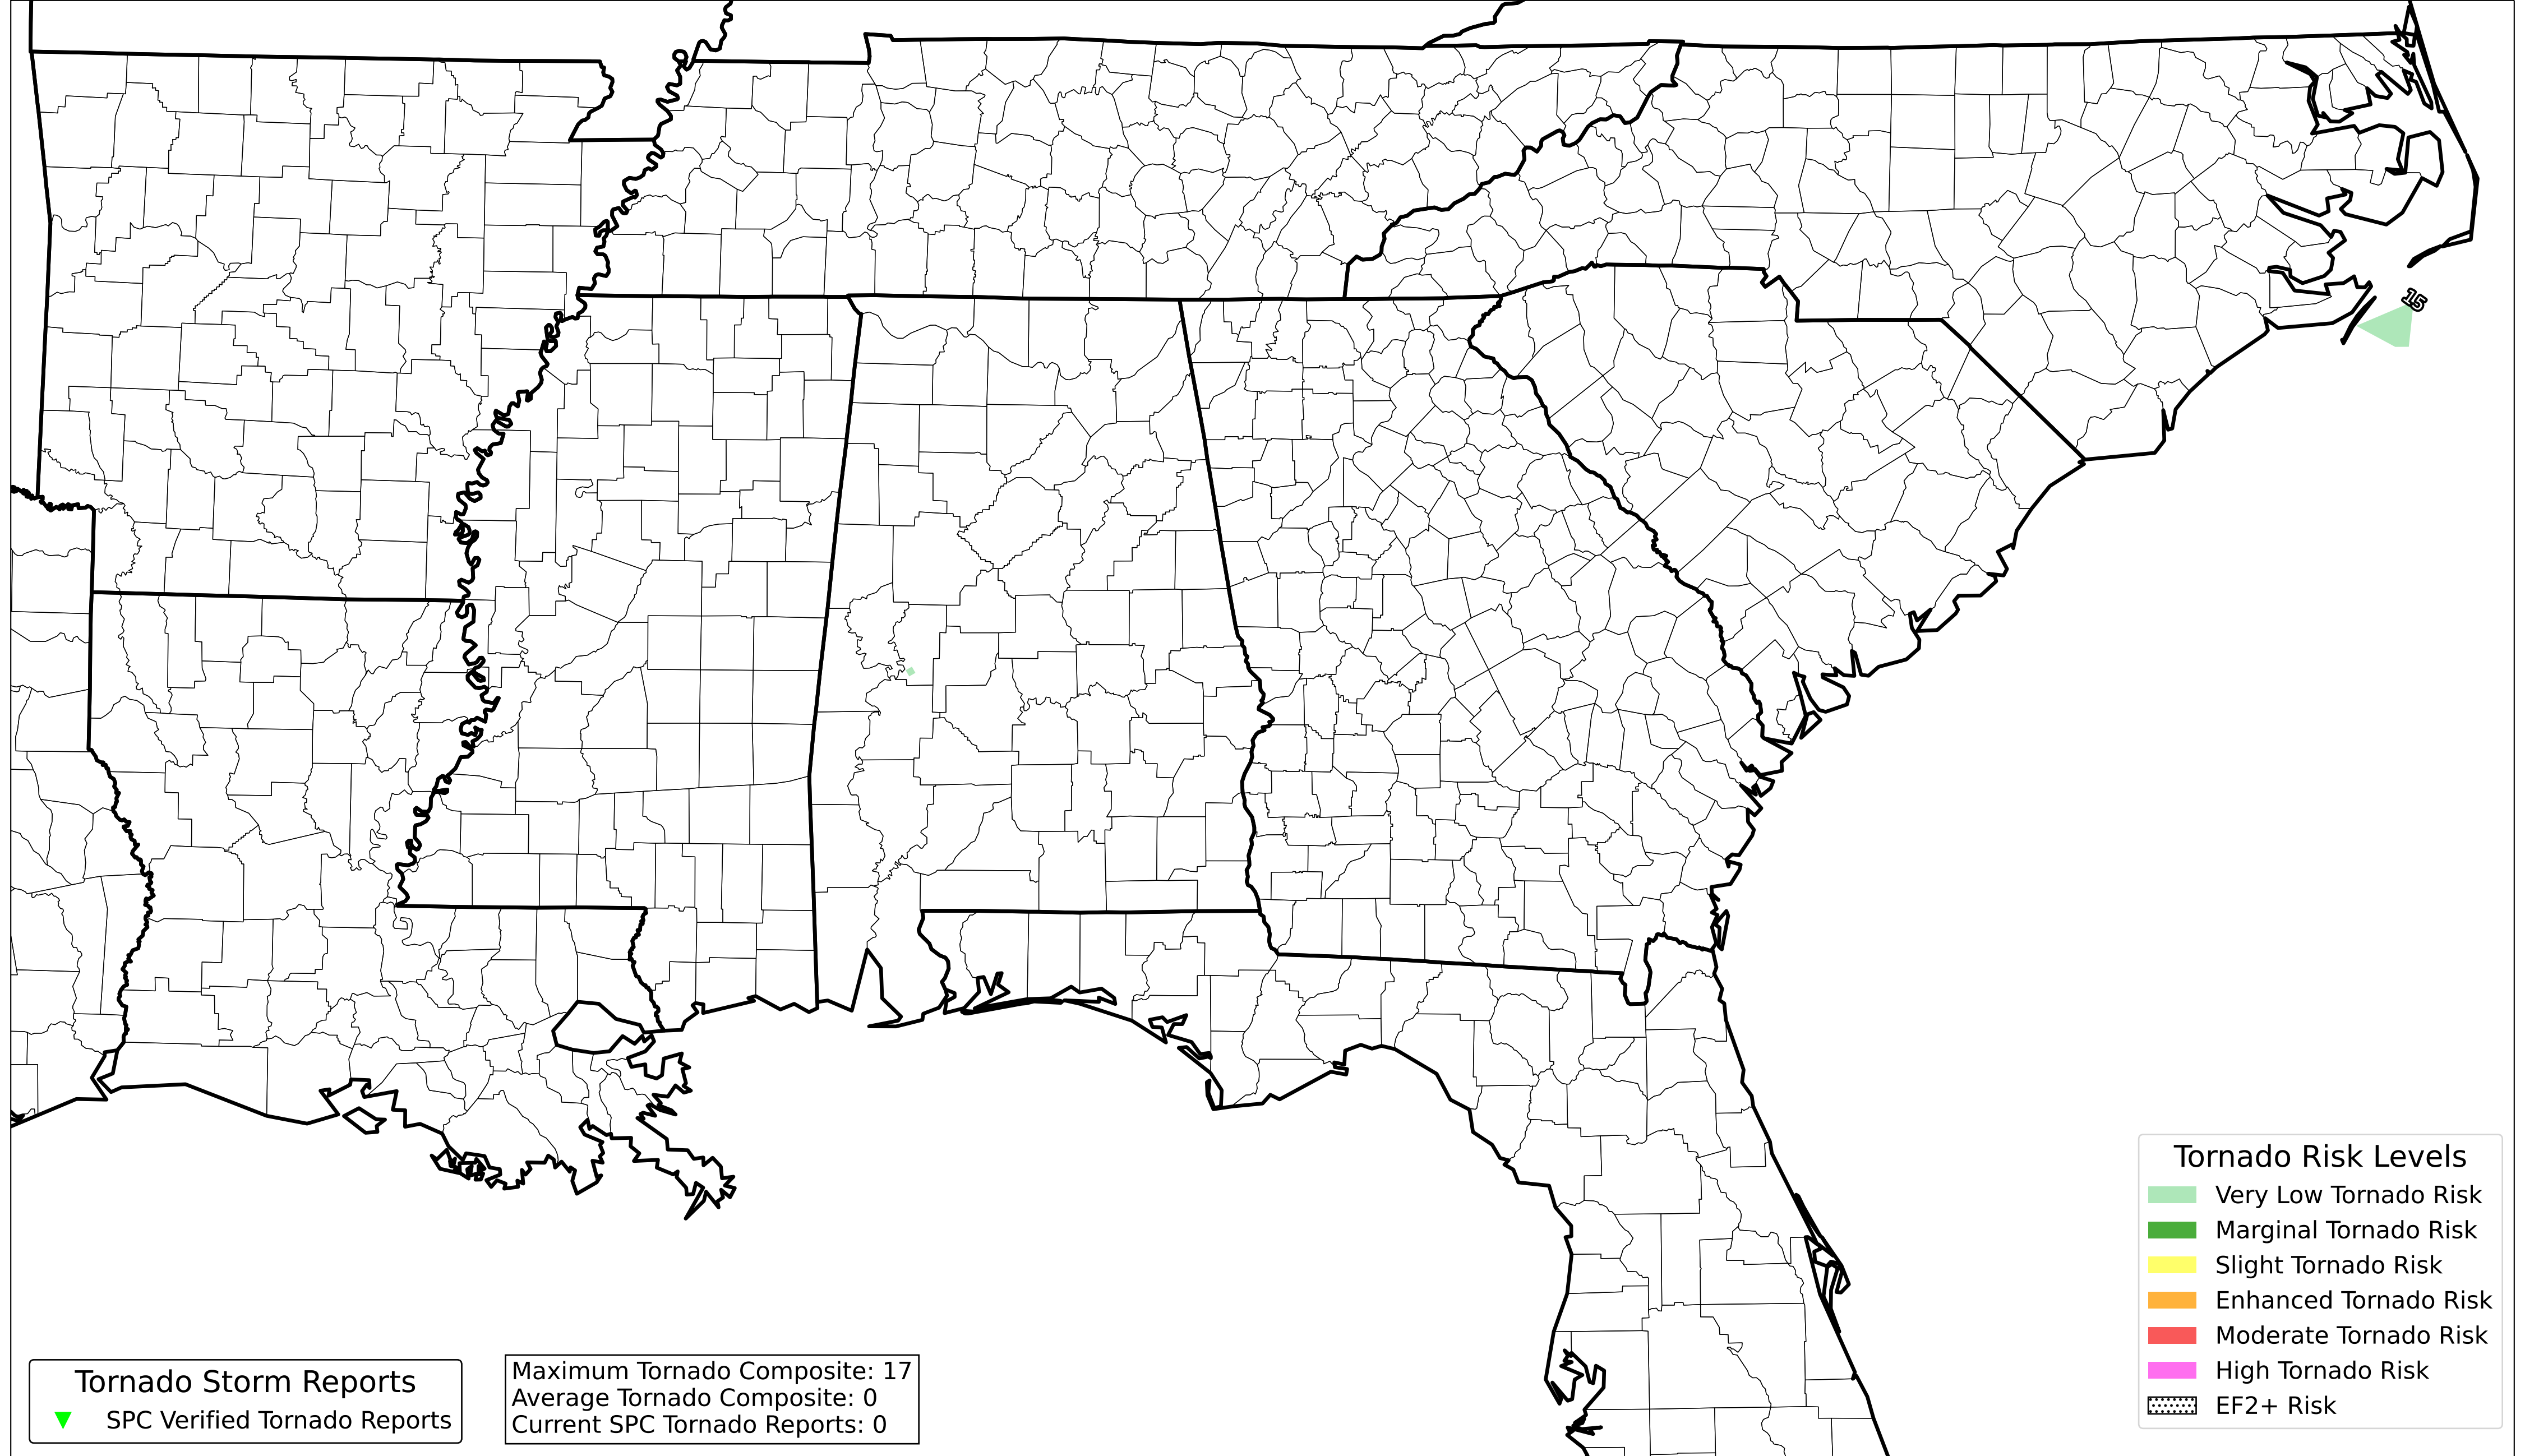 15
Tornado Risk Levels
Very Low Tornado Risk
Marginal Tornado Risk
Slight Tornado Risk
Enhanced Tornado Risk
Moderate Tornado Risk
High Tornado Risk
EF2+ Risk
Tornado Storm Reports
SPC Verified Tornado Reports
Maximum Tornado Composite: 17
Average Tornado Composite: 0
Current SPC Tornado Reports: 0